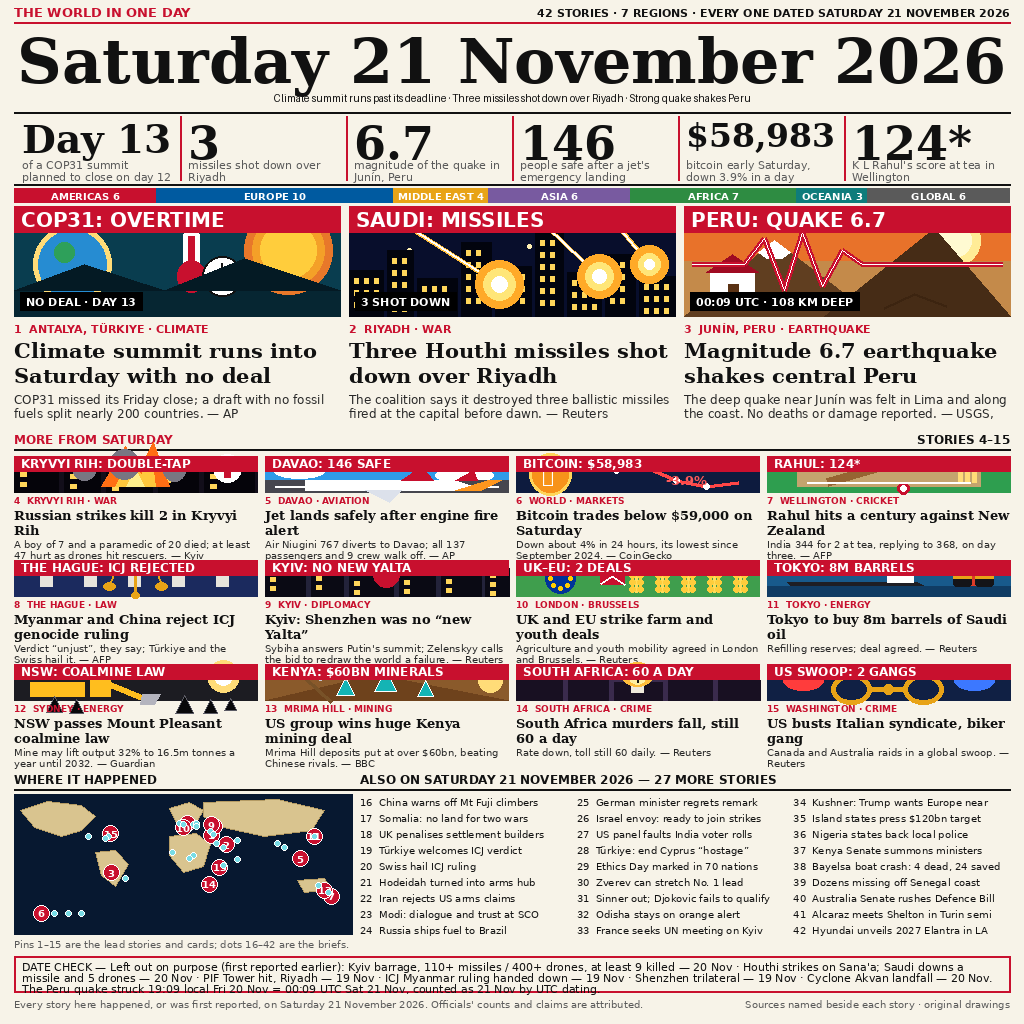 THE WORLD IN ONE DAY
42 STORIES · 7 REGIONS · EVERY ONE DATED SATURDAY 21 NOVEMBER 2026
Saturday 21 November 2026
Climate summit runs past its deadline · Three missiles shot down over Riyadh · Strong quake shakes Peru
Day 13
of a COP31 summit
planned to close on day 12
3
missiles shot down over
Riyadh
6.7
magnitude of the quake in
Junín, Peru
146
people safe after a jet's
emergency landing
$58,983
bitcoin early Saturday,
down 3.9% in a day
124*
K L Rahul's score at tea in
Wellington
AMERICAS 6
EUROPE 10
MIDDLE EAST 4
ASIA 6
AFRICA 7
OCEANIA 3
GLOBAL 6
COP31: OVERTIME
NO DEAL · DAY 13
1 ANTALYA, TÜRKIYE · CLIMATE
Climate summit runs into
Saturday with no deal
COP31 missed its Friday close; a draft with no fossil
fuels split nearly 200 countries. — AP
SAUDI: MISSILES
3 SHOT DOWN
2 RIYADH · WAR
Three Houthi missiles shot
down over Riyadh
The coalition says it destroyed three ballistic missiles
fired at the capital before dawn. — Reuters
PERU: QUAKE 6.7
00:09 UTC · 108 KM DEEP
3 JUNÍN, PERU · EARTHQUAKE
Magnitude 6.7 earthquake
shakes central Peru
The deep quake near Junín was felt in Lima and along
the coast. No deaths or damage reported. — USGS,
MORE FROM SATURDAY
STORIES 4–15
KRYVYI RIH: DOUBLE-TAP
4 KRYVYI RIH · WAR
Russian strikes kill 2 in Kryvyi
Rih
A boy of 7 and a paramedic of 20 died; at least
47 hurt as drones hit rescuers. — Kyiv
DAVAO: 146 SAFE
5 DAVAO · AVIATION
Jet lands safely after engine fire
alert
Air Niugini 767 diverts to Davao; all 137
passengers and 9 crew walk off. — AP
BITCOIN: $58,983
-3.9%
6 WORLD · MARKETS
Bitcoin trades below $59,000 on
Saturday
Down about 4% in 24 hours, its lowest since
September 2024. — CoinGecko
RAHUL: 124*
7 WELLINGTON · CRICKET
Rahul hits a century against New
Zealand
India 344 for 2 at tea, replying to 368, on day
three. — AFP
THE HAGUE: ICJ REJECTED
8 THE HAGUE · LAW
Myanmar and China reject ICJ
genocide ruling
Verdict “unjust”, they say; Türkiye and the
Swiss hail it. — AFP
KYIV: NO NEW YALTA
9 KYIV · DIPLOMACY
Kyiv: Shenzhen was no “new
Yalta”
Sybiha answers Putin's summit; Zelenskyy calls
the bid to redraw the world a failure. — Reuters
UK–EU: 2 DEALS
10 LONDON · BRUSSELS
UK and EU strike farm and
youth deals
Agriculture and youth mobility agreed in London
and Brussels. — Reuters
TOKYO: 8M BARRELS
11 TOKYO · ENERGY
Tokyo to buy 8m barrels of Saudi
oil
Refilling reserves; deal agreed. — Reuters
NSW: COALMINE LAW
12 SYDNEY · ENERGY
NSW passes Mount Pleasant
coalmine law
Mine may lift output 32% to 16.5m tonnes a
year until 2032. — Guardian
KENYA: $60BN MINERALS
13 MRIMA HILL · MINING
US group wins huge Kenya
mining deal
Mrima Hill deposits put at over $60bn, beating
Chinese rivals. — BBC
SOUTH AFRICA: 60 A DAY
14 SOUTH AFRICA · CRIME
South Africa murders fall, still
60 a day
Rate down, toll still 60 daily. — Reuters
US SWOOP: 2 GANGS
15 WASHINGTON · CRIME
US busts Italian syndicate, biker
gang
Canada and Australia raids in a global swoop. —
Reuters
WHERE IT HAPPENED
Pins 1–15 are the lead stories and cards; dots 16–42 are the briefs.
ALSO ON SATURDAY 21 NOVEMBER 2026 — 27 MORE STORIES
16 China warns off Mt Fuji climbers
17 Somalia: no land for two wars
18 UK penalises settlement builders
19 Türkiye welcomes ICJ verdict
20 Swiss hail ICJ ruling
21 Hodeidah turned into arms hub
22 Iran rejects US arms claims
23 Modi: dialogue and trust at SCO
24 Russia ships fuel to Brazil
25 German minister regrets remark
26 Israel envoy: ready to join strikes
27 US panel faults India voter rolls
28 Türkiye: end Cyprus “hostage”
29 Ethics Day marked in 70 nations
30 Zverev can stretch No. 1 lead
31 Sinner out; Djokovic fails to qualify
32 Odisha stays on orange alert
33 France seeks UN meeting on Kyiv
34 Kushner: Trump wants Europe near
35 Island states press $120bn target
36 Nigeria states back local police
37 Kenya Senate summons ministers
38 Bayelsa boat crash: 4 dead, 24 saved
39 Dozens missing off Senegal coast
40 Australia Senate rushes Defence Bill
41 Alcaraz meets Shelton in Turin semi
42 Hyundai unveils 2027 Elantra in LA
DATE CHECK — Left out on purpose (first reported earlier): Kyiv barrage, 110+ missiles / 400+ drones, at least 9 killed — 20 Nov · Houthi strikes on Sana'a; Saudi downs a
missile and 5 drones — 20 Nov · PIF Tower hit, Riyadh — 19 Nov · ICJ Myanmar ruling handed down — 19 Nov · Shenzhen trilateral — 19 Nov · Cyclone Akvan landfall — 20 Nov.
The Peru quake struck 19:09 local Fri 20 Nov = 00:09 UTC Sat 21 Nov, counted as 21 Nov by UTC dating.
Every story here happened, or was first reported, on Saturday 21 November 2026. Officials' counts and claims are attributed.
Sources named beside each story · original drawings